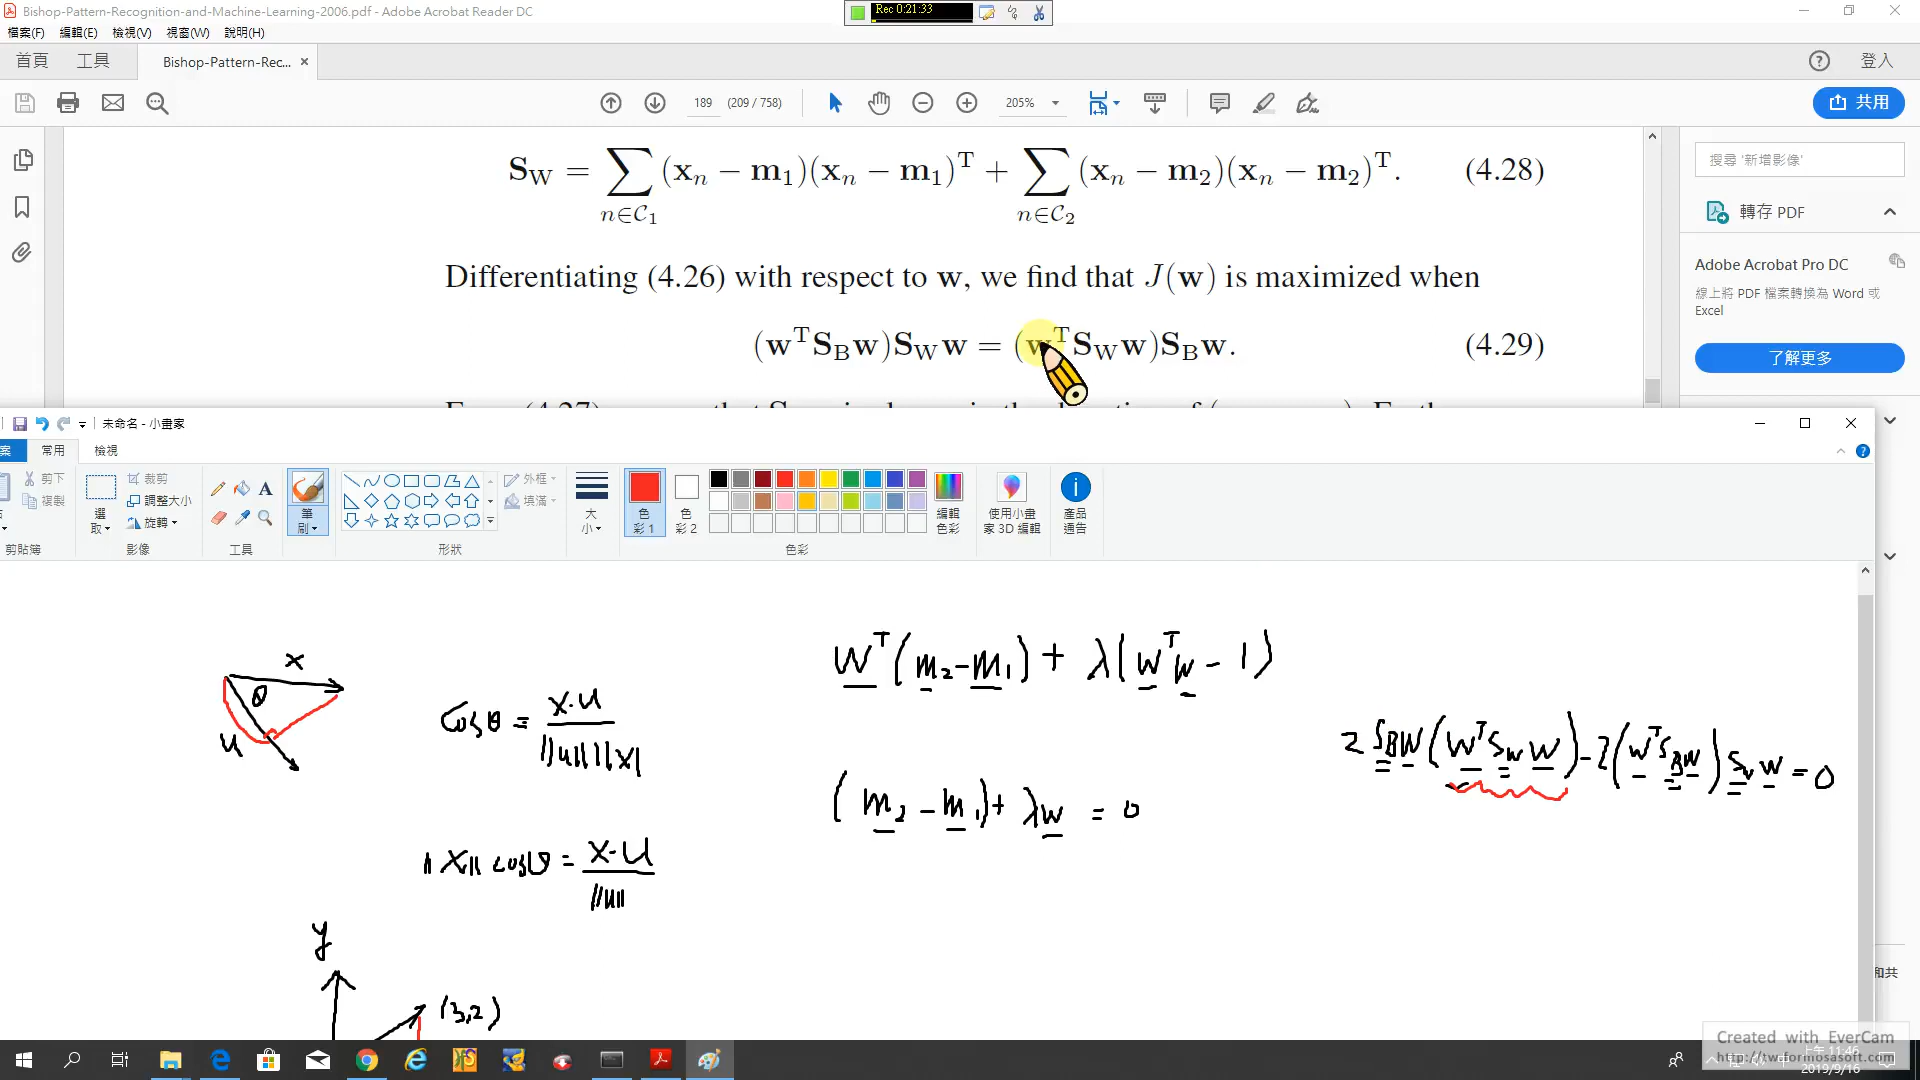 Bishop-Pattern-Recognition-and-Machine-Learning-2006.pdf - Adobe Acrobat Reader DC
Rec 0:21:33
檔案(F) 編輯(E) 檢視(V) 視窗(W) 說明(H)
首頁 工具 Bishop-Pattern-Rec... × 登入
189 (209 / 758) 205% 共用
S_W = ∑_{n∈C_1} (x_n − m_1)(x_n − m_1)^T + ∑_{n∈C_2} (x_n − m_2)(x_n − m_2)^T. (4.28)
Differentiating (4.26) with respect to w, we find that J(w) is maximized when
(w^T S_B w)S_W w = (w^T S_W w)S_B w. (4.29)
搜尋 '新增影像'
轉存 PDF
Adobe Acrobat Pro DC
線上將 PDF 檔案轉換為 Word 或
Excel
了解更多
未命名 - 小畫家
案 常用 檢視
剪下
複製
剪貼簿
選取
裁剪
調整大小
旋轉
影像
A
工具
筆刷
外框
填滿
形狀
大小
色彩 1
色彩 2
編輯色彩
色彩
使用小畫家 3D 編輯
產品通告
x
θ
u
cosθ = x·u / ||u|| ||x||
||x|| cosθ = x·u / ||u||
y
(3,2)
w^T(m_2 − m_1) + λ(w^T w − 1)
(m_2 − m_1) + λw = 0
2 S_B w (w^T S_W w) − 2(w^T S_B w) S_W w = 0
和共
Created with EverCam
http://tw.formosasoft.com
上午 11:46
2019/9/16